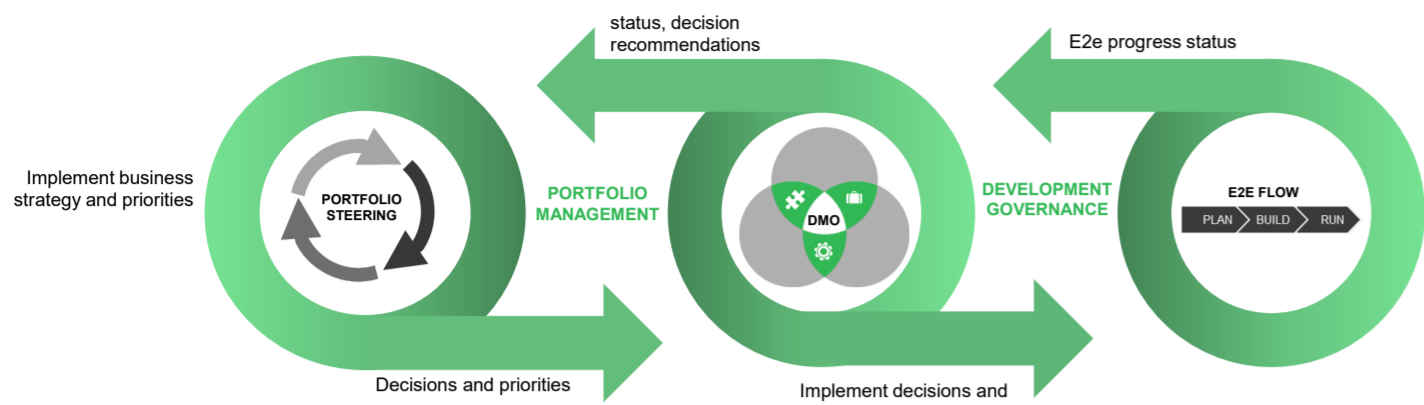 status, decision
recommendations
E2e progress status
Implement business
strategy and priorities
PORTFOLIO
STEERING
PORTFOLIO
MANAGEMENT
DMO
DEVELOPMENT
GOVERNANCE
E2E FLOW
PLAN
BUILD
RUN
Decisions and priorities
Implement decisions and